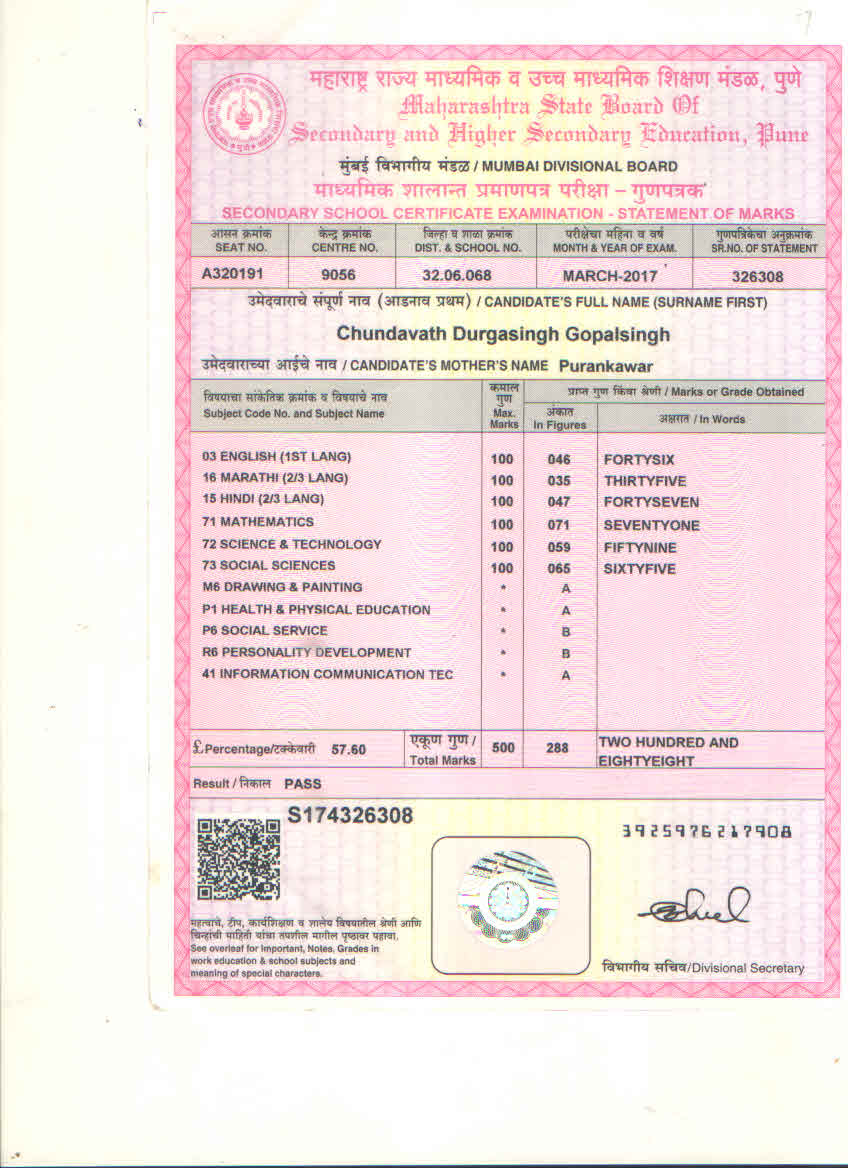 महाराष्ट्र राज्य माध्यमिक व उच्च माध्यमिक शिक्षण मंडळ, पुणे
Maharashtra State Board Of
Secondary and Higher Secondary Education, Pune
मुंबई विभागीय मंडळ / MUMBAI DIVISIONAL BOARD
माध्यमिक शालान्त प्रमाणपत्र परीक्षा – गुणपत्रक
SECONDARY SCHOOL CERTIFICATE EXAMINATION - STATEMENT OF MARKS
आसन क्रमांक केन्द्र क्रमांक जिल्हा व शाळा क्रमांक परीक्षेचा महिना व वर्ष गुणपत्रिकेचा अनुक्रमांक
SEAT NO. CENTRE NO. DIST. & SCHOOL NO. MONTH & YEAR OF EXAM. SR.NO. OF STATEMENT
A320191 9056 32.06.068 MARCH-2017 326308
उमेदवाराचे संपूर्ण नाव (आडनाव प्रथम) / CANDIDATE'S FULL NAME (SURNAME FIRST)
Chundavath Durgasingh Gopalsingh
उमेदवाराच्या आईचे नाव / CANDIDATE'S MOTHER'S NAME Purankawar
विषयाचा सांकेतिक क्रमांक व विषयाचे नाव
Subject Code No. and Subject Name
कमाल
गुण
Max.
Marks
प्राप्त गुण किंवा श्रेणी / Marks or Grade Obtained
अंकात
In Figures
अक्षरात / In Words
03 ENGLISH (1ST LANG) 100 046 FORTYSIX
16 MARATHI (2/3 LANG) 100 035 THIRTYFIVE
15 HINDI (2/3 LANG) 100 047 FORTYSEVEN
71 MATHEMATICS 100 071 SEVENTYONE
72 SCIENCE & TECHNOLOGY 100 059 FIFTYNINE
73 SOCIAL SCIENCES 100 065 SIXTYFIVE
M6 DRAWING & PAINTING * A
P1 HEALTH & PHYSICAL EDUCATION * A
P6 SOCIAL SERVICE * B
R6 PERSONALITY DEVELOPMENT * B
41 INFORMATION COMMUNICATION TEC * A
£ Percentage/टक्केवारी 57.60
एकूण गुण /
Total Marks
500 288 TWO HUNDRED AND
EIGHTYEIGHT
Result / निकाल PASS
S174326308
3925976217908
महत्वाचे, टीप, कार्यशिक्षण व शालेय विषयातील श्रेणी आणि
चिन्हांची माहिती यांचा तपशील मागील पृष्ठावर पहावा.
See overleaf for Important, Notes, Grades in
work education & school subjects and
meaning of special characters.
विभागीय सचिव/Divisional Secretary